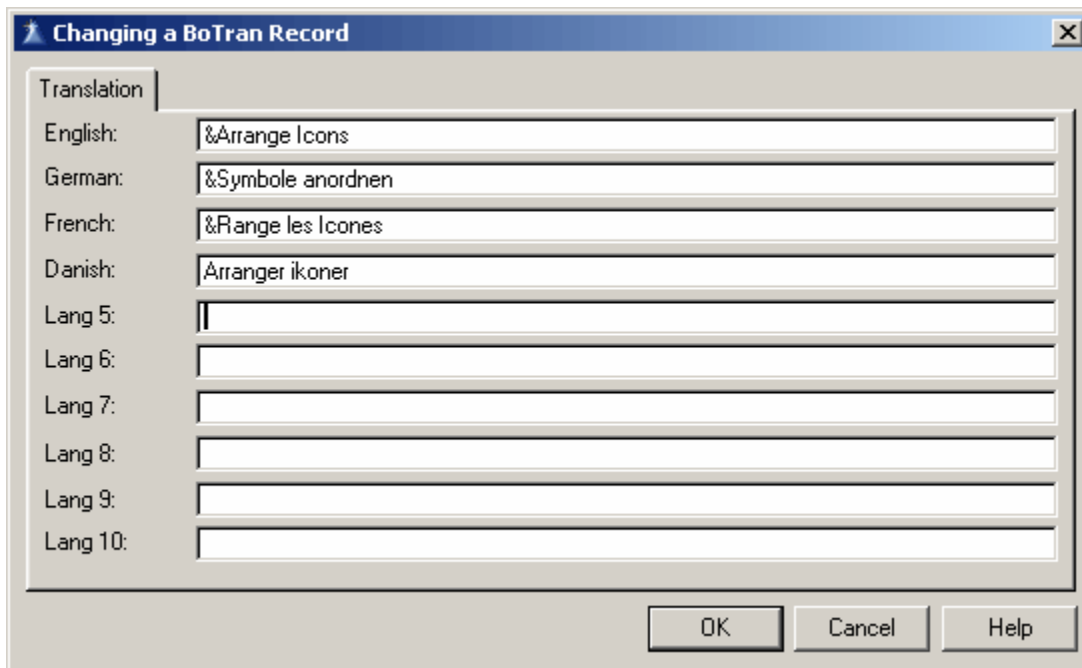 Changing a BoTran Record
Translation
English: &Arrange Icons
German: &Symbole anordnen
French: &Range les Icones
Danish: Arranger ikoner
Lang 5:
Lang 6:
Lang 7:
Lang 8:
Lang 9:
Lang 10:
OK Cancel Help